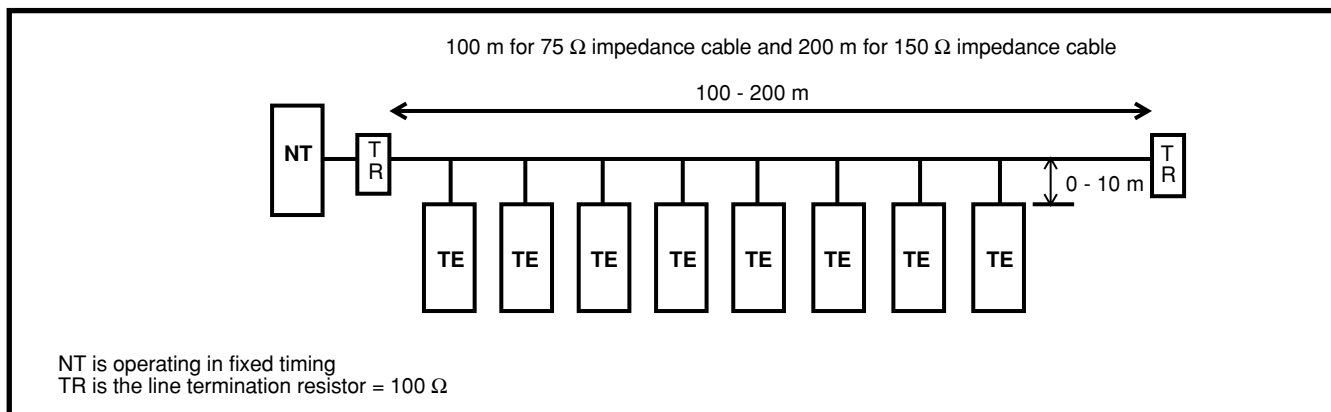 100 m for 75 Ω impedance cable and 200 m for 150 Ω impedance cable
100 - 200 m
NT
T
R
T
R
0 - 10 m
TE TE TE TE TE TE TE TE
NT is operating in fixed timing
TR is the line termination resistor = 100 Ω